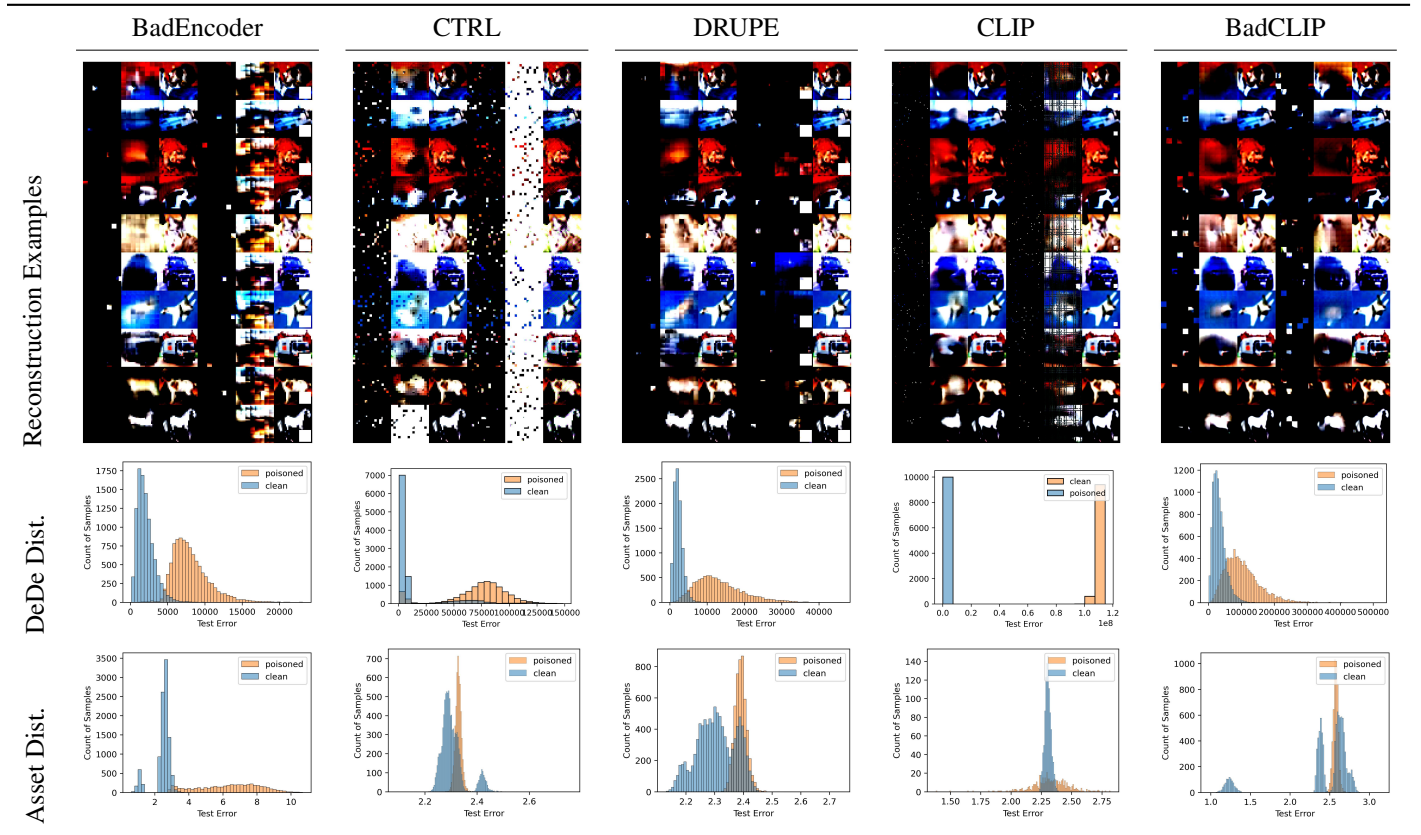 BadEncoder CTRL DRUPE CLIP BadCLIP
Reconstruction Examples
DeDe Dist.
Count of Samples
1750
1500
1250
1000
750
500
250
0
0 5000 10000 15000 20000
Test Error
poisoned
clean
Count of Samples
7000
6000
5000
4000
3000
2000
1000
0
0 25000 50000 75000 100000 125000 150000
Test Error
poisoned
clean
Count of Samples
2500
2000
1500
1000
500
0
0 10000 20000 30000 40000
Test Error
poisoned
clean
Count of Samples
10000
8000
6000
4000
2000
0
0 0.2 0.4 0.6 0.8 1.0 1.2
1e8
Test Error
clean
poisoned
Count of Samples
1200
1000
800
600
400
200
0
0 100000 200000 300000 400000 500000
Test Error
poisoned
clean
Asset Dist.
Count of Samples
3500
3000
2500
2000
1500
1000
500
0
2 4 6 8 10
Test Error
poisoned
clean
Count of Samples
700
600
500
400
300
200
100
0
2.2 2.4 2.6
Test Error
poisoned
clean
Count of Samples
800
600
400
200
0
2.2 2.3 2.4 2.5 2.6 2.7
Test Error
poisoned
clean
Count of Samples
140
120
100
80
60
40
20
0
1.50 1.75 2.00 2.25 2.50 2.75
Test Error
poisoned
clean
Count of Samples
1000
800
600
400
200
0
1.0 1.5 2.0 2.5 3.0
Test Error
poisoned
clean